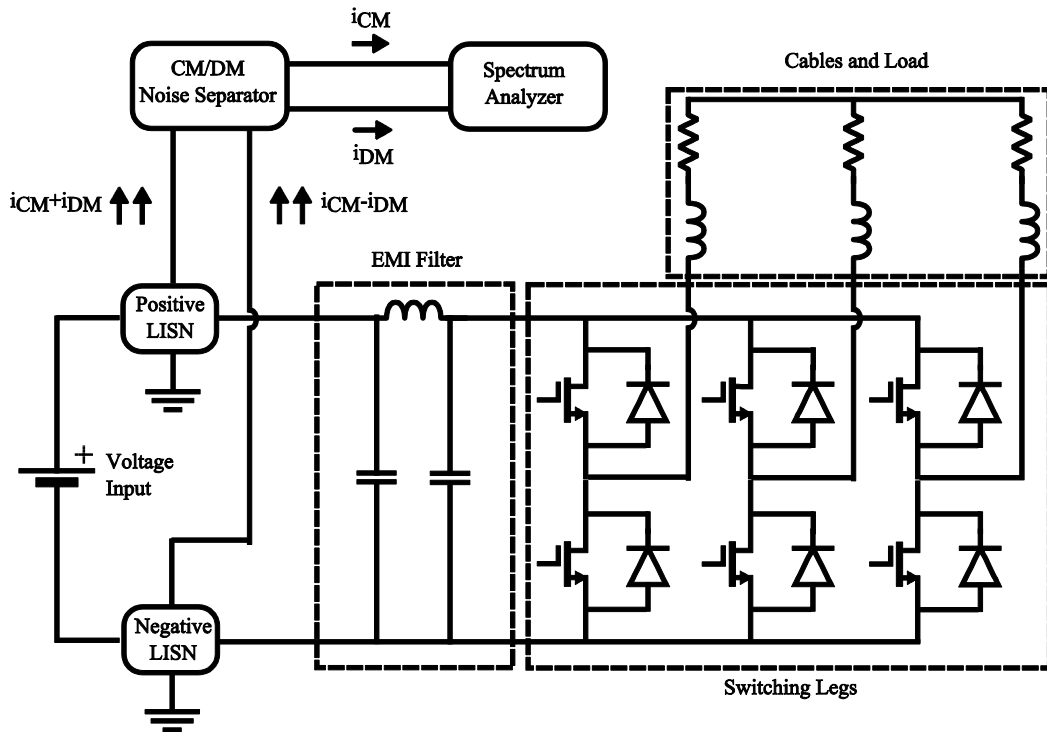 iCM
CM/DM
Noise Separator
Spectrum
Analyzer
iDM
Cables and Load
iCM+iDM
iCM-iDM
EMI Filter
Positive
LISN
+
Voltage
Input
Negative
LISN
Switching Legs